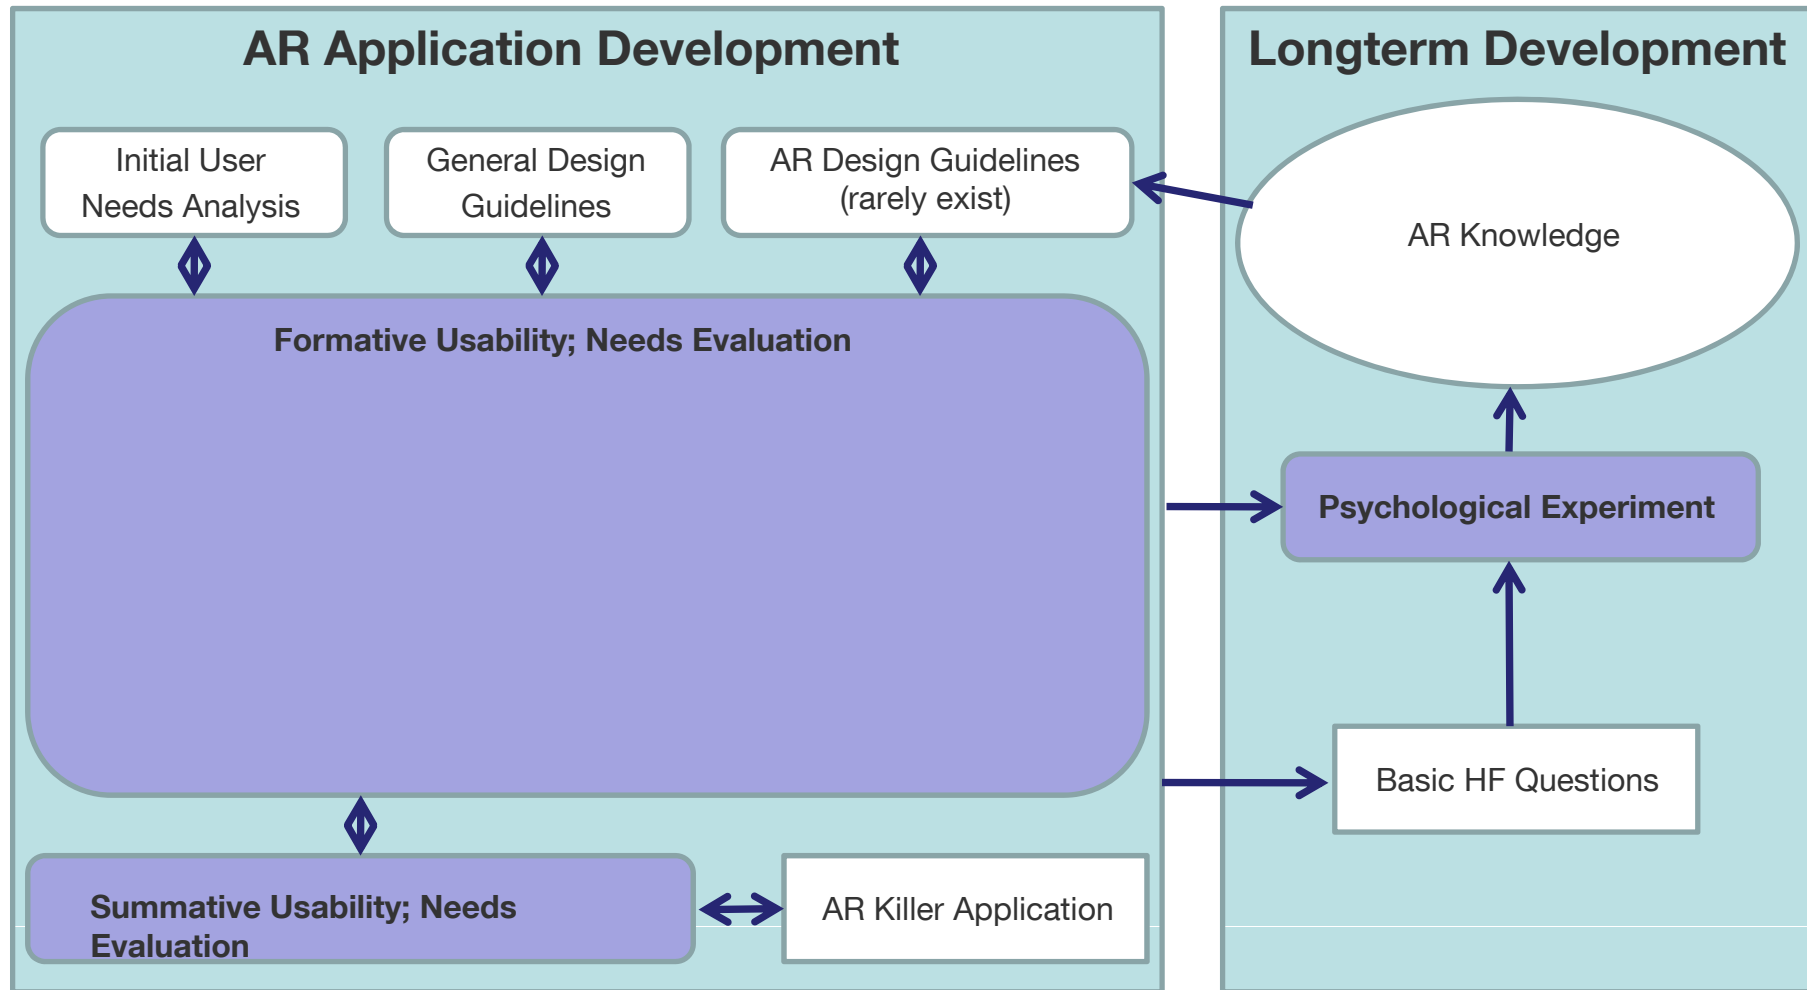 AR Application Development
Longterm Development
Initial User
Needs Analysis
General Design
Guidelines
AR Design Guidelines
(rarely exist)
AR Knowledge
Formative Usability; Needs Evaluation
Psychological Experiment
Basic HF Questions
Summative Usability; Needs
Evaluation
AR Killer Application